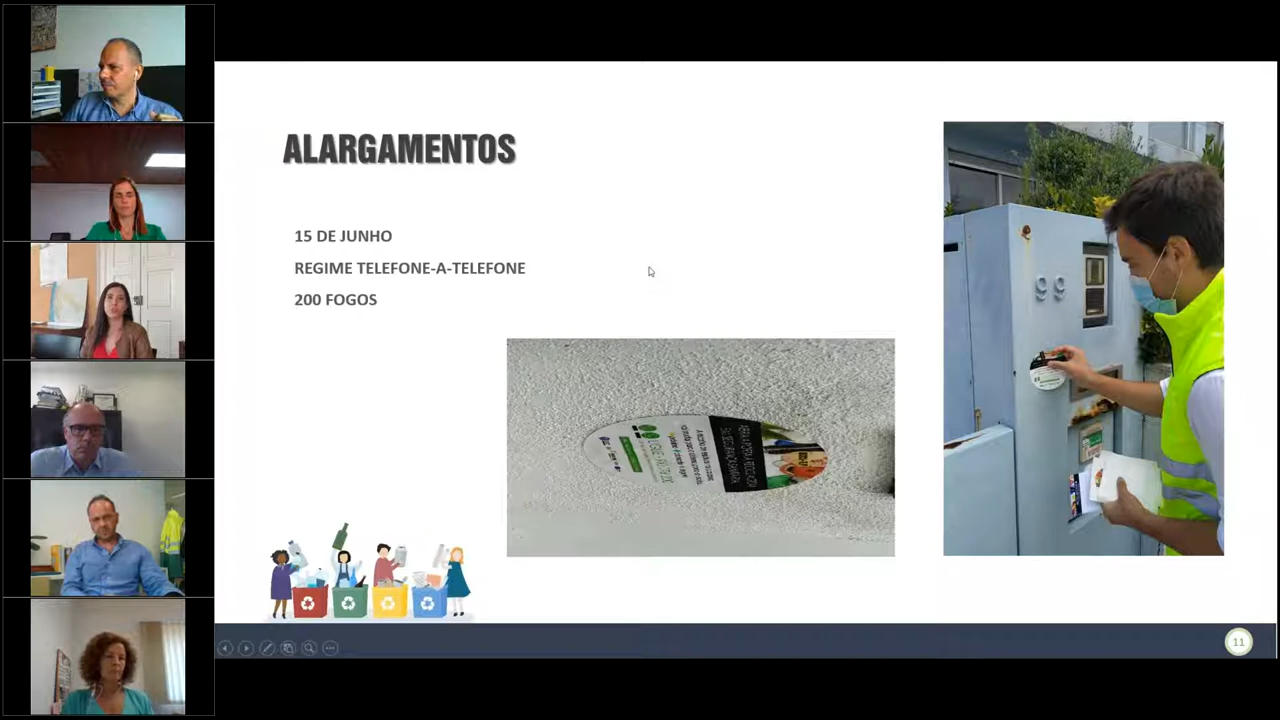 ALARGAMENTOS
15 DE JUNHO
REGIME TELEFONE-A-TELEFONE
200 FOGOS
99
11